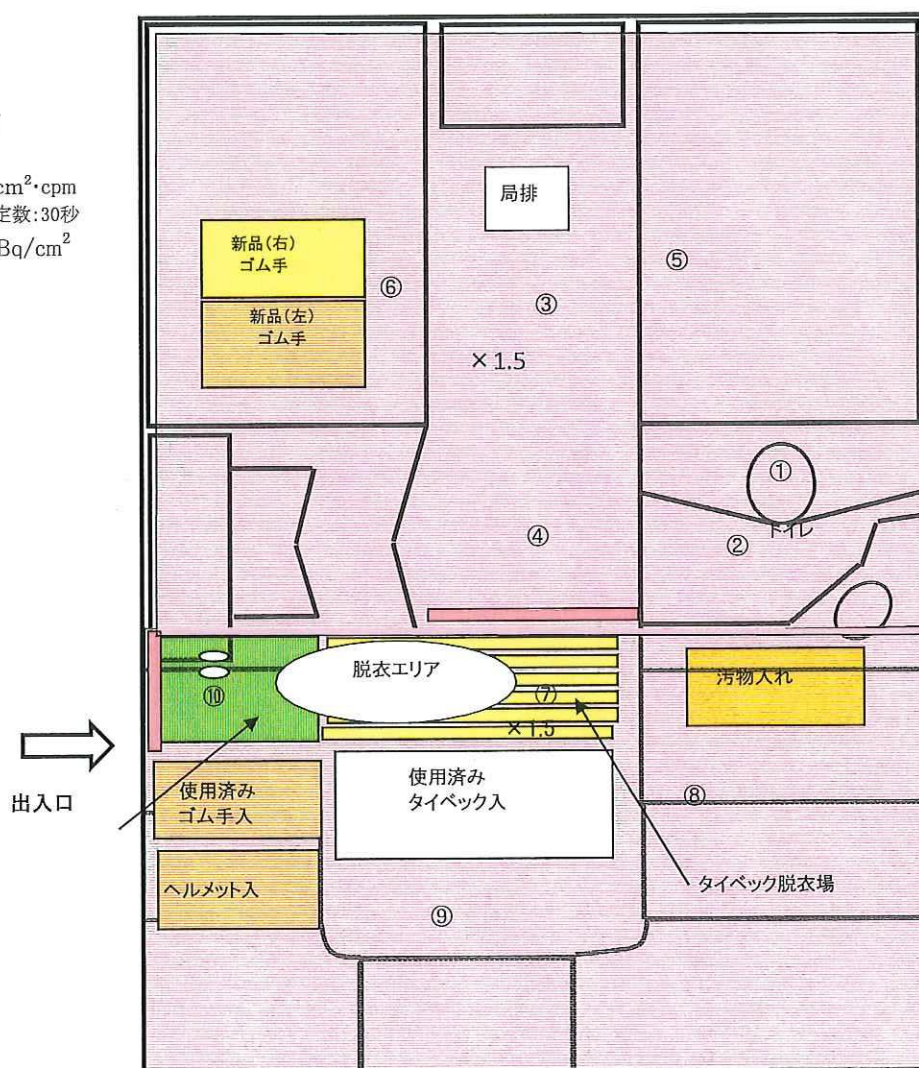 cm²・cpm
定数:30秒
Bq/cm²
局排
新品(右)
ゴム手
⑥
⑤
③
新品(左)
ゴム手
×1.5
①
④
②
トイレ
脱衣エリア
⑩
⑦
汚物入れ
×1.5
使用済み
タイベック入
出入口
使用済み
ゴム手入
⑧
ヘルメット入
タイベック脱衣場
⑨